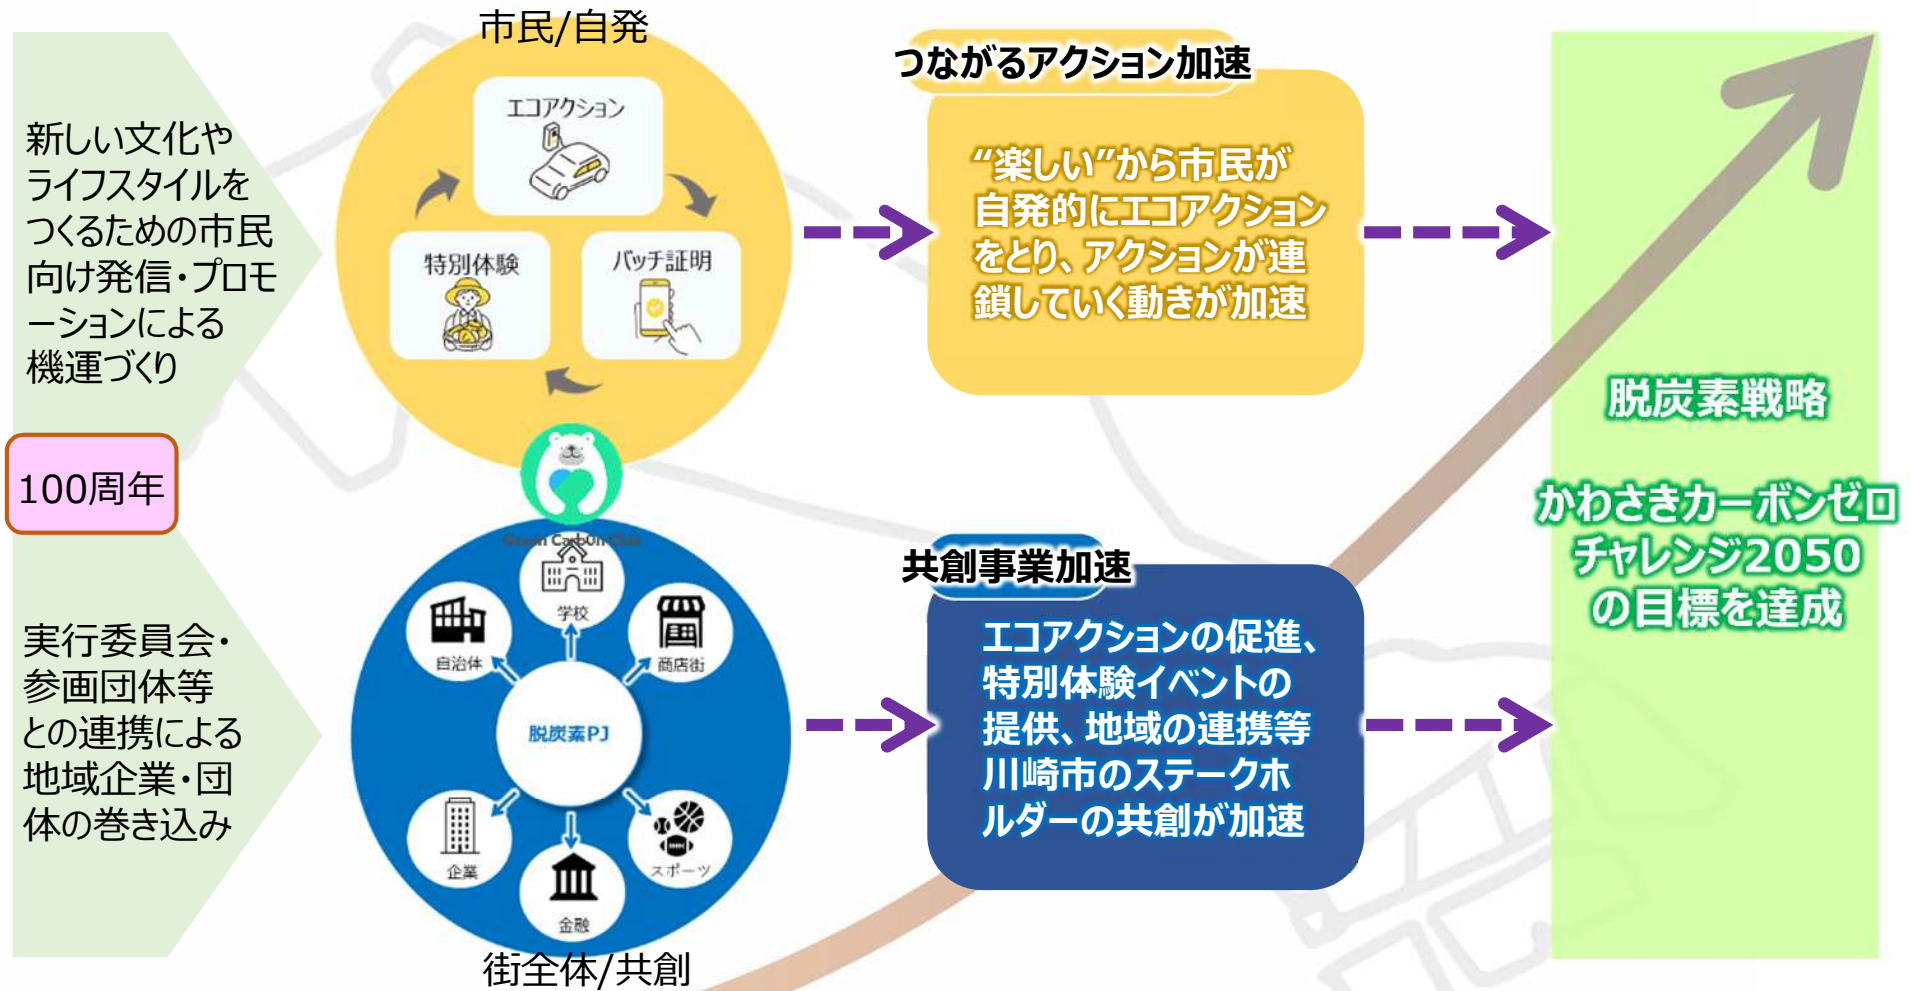 市民/自発
新しい文化や
ライフスタイルを
つくるための市民
向け発信・プロモ
ーションによる
機運づくり
エコアクション
特別体験
バッチ証明
つながるアクション加速
“楽しい”から市民が
自発的にエコアクション
をとり、アクションが連
鎖していく動きが加速
100周年
実行委員会・
参画団体等
との連携による
地域企業・団
体の巻き込み
Green Carb0n Club
学校
自治体
商店街
脱炭素PJ
企業
金融
スポーツ
街全体/共創
共創事業加速
エコアクションの促進、
特別体験イベントの
提供、地域の連携等
川崎市のステークホ
ルダーの共創が加速
脱炭素戦略
かわさきカーボンゼロ
チャレンジ2050
の目標を達成